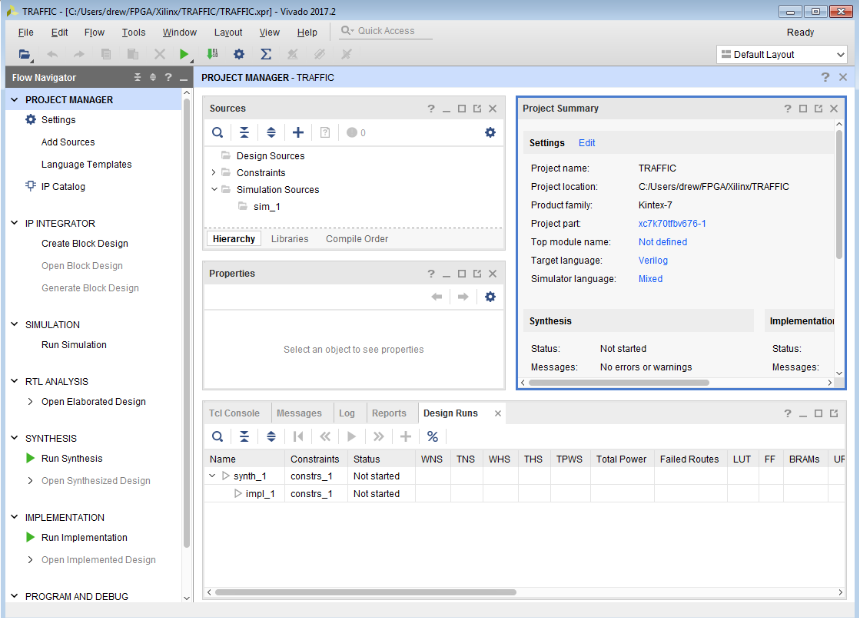 TRAFFIC - [C:/Users/drew/FPGA/Xilinx/TRAFFIC/TRAFFIC.xpr] - Vivado 2017.2
File Edit Flow Tools Window Layout View Help Quick Access Ready
Default Layout
Flow Navigator
PROJECT MANAGER - TRAFFIC
PROJECT MANAGER
Settings
Add Sources
Language Templates
IP Catalog
IP INTEGRATOR
Create Block Design
Open Block Design
Generate Block Design
SIMULATION
Run Simulation
RTL ANALYSIS
Open Elaborated Design
SYNTHESIS
Run Synthesis
Open Synthesized Design
IMPLEMENTATION
Run Implementation
Open Implemented Design
PROGRAM AND DEBUG
Sources
0
Design Sources
Constraints
Simulation Sources
sim_1
Hierarchy Libraries Compile Order
Properties
Select an object to see properties
Project Summary
Settings Edit
Project name: TRAFFIC
Project location: C:/Users/drew/FPGA/Xilinx/TRAFFIC
Product family: Kintex-7
Project part: xc7k70tfbv676-1
Top module name: Not defined
Target language: Verilog
Simulator language: Mixed
Synthesis Implementation
Status: Not started Status:
Messages: No errors or warnings Messages:
Tcl Console Messages Log Reports Design Runs
Name Constraints Status WNS TNS WHS THS TPWS Total Power Failed Routes LUT FF BRAMs
synth_1 constrs_1 Not started
impl_1 constrs_1 Not started